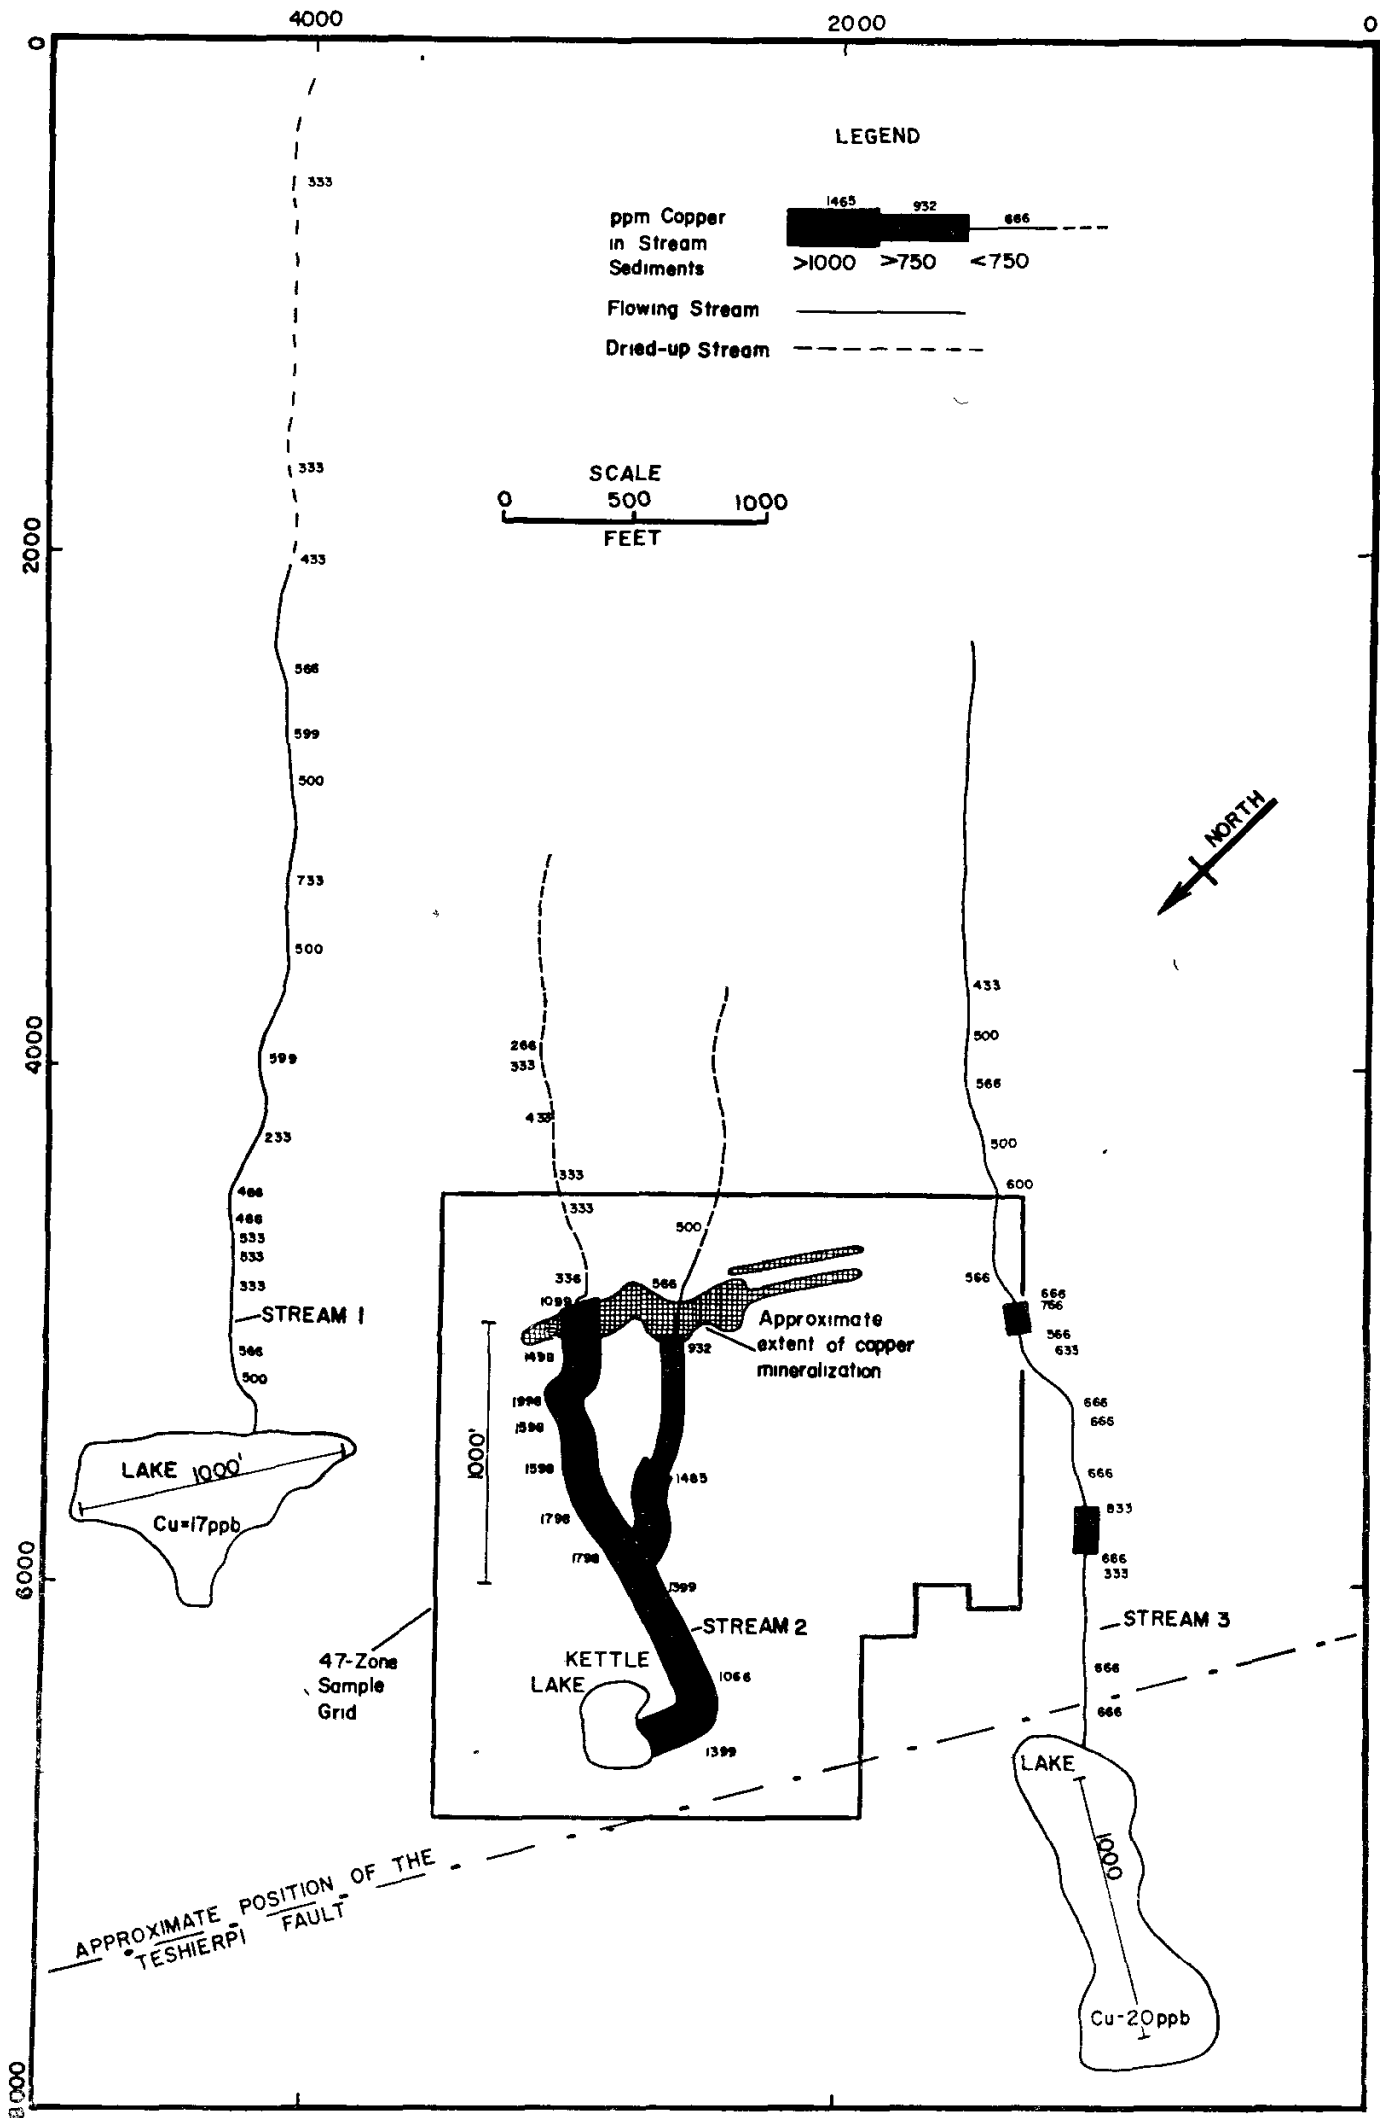 4000
2000
0
0
2000
4000
6000
8000
LEGEND
ppm Copper
in Stream
Sediments
1465
932
666
>1000
>750
<750
Flowing Stream
Dried-up Stream
SCALE
0
500
1000
FEET
NORTH
333
333
433
566
599
500
733
500
599
233
466
466
533
533
333
STREAM 1
566
500
LAKE
1000'
Cu=17ppb
266
333
433
333
333
336
1099
1498
1998
1598
1598
1798
1798
500
566
932
1465
1399
STREAM 2
1066
1399
KETTLE
LAKE
1000'
Approximate
extent of copper
mineralization
47-Zone
Sample
Grid
433
500
566
500
600
566
666
766
566
633
666
666
666
833
666
333
STREAM 3
666
666
LAKE
1000
Cu-20ppb
APPROXIMATE POSITION OF THE
TESHIERPI FAULT